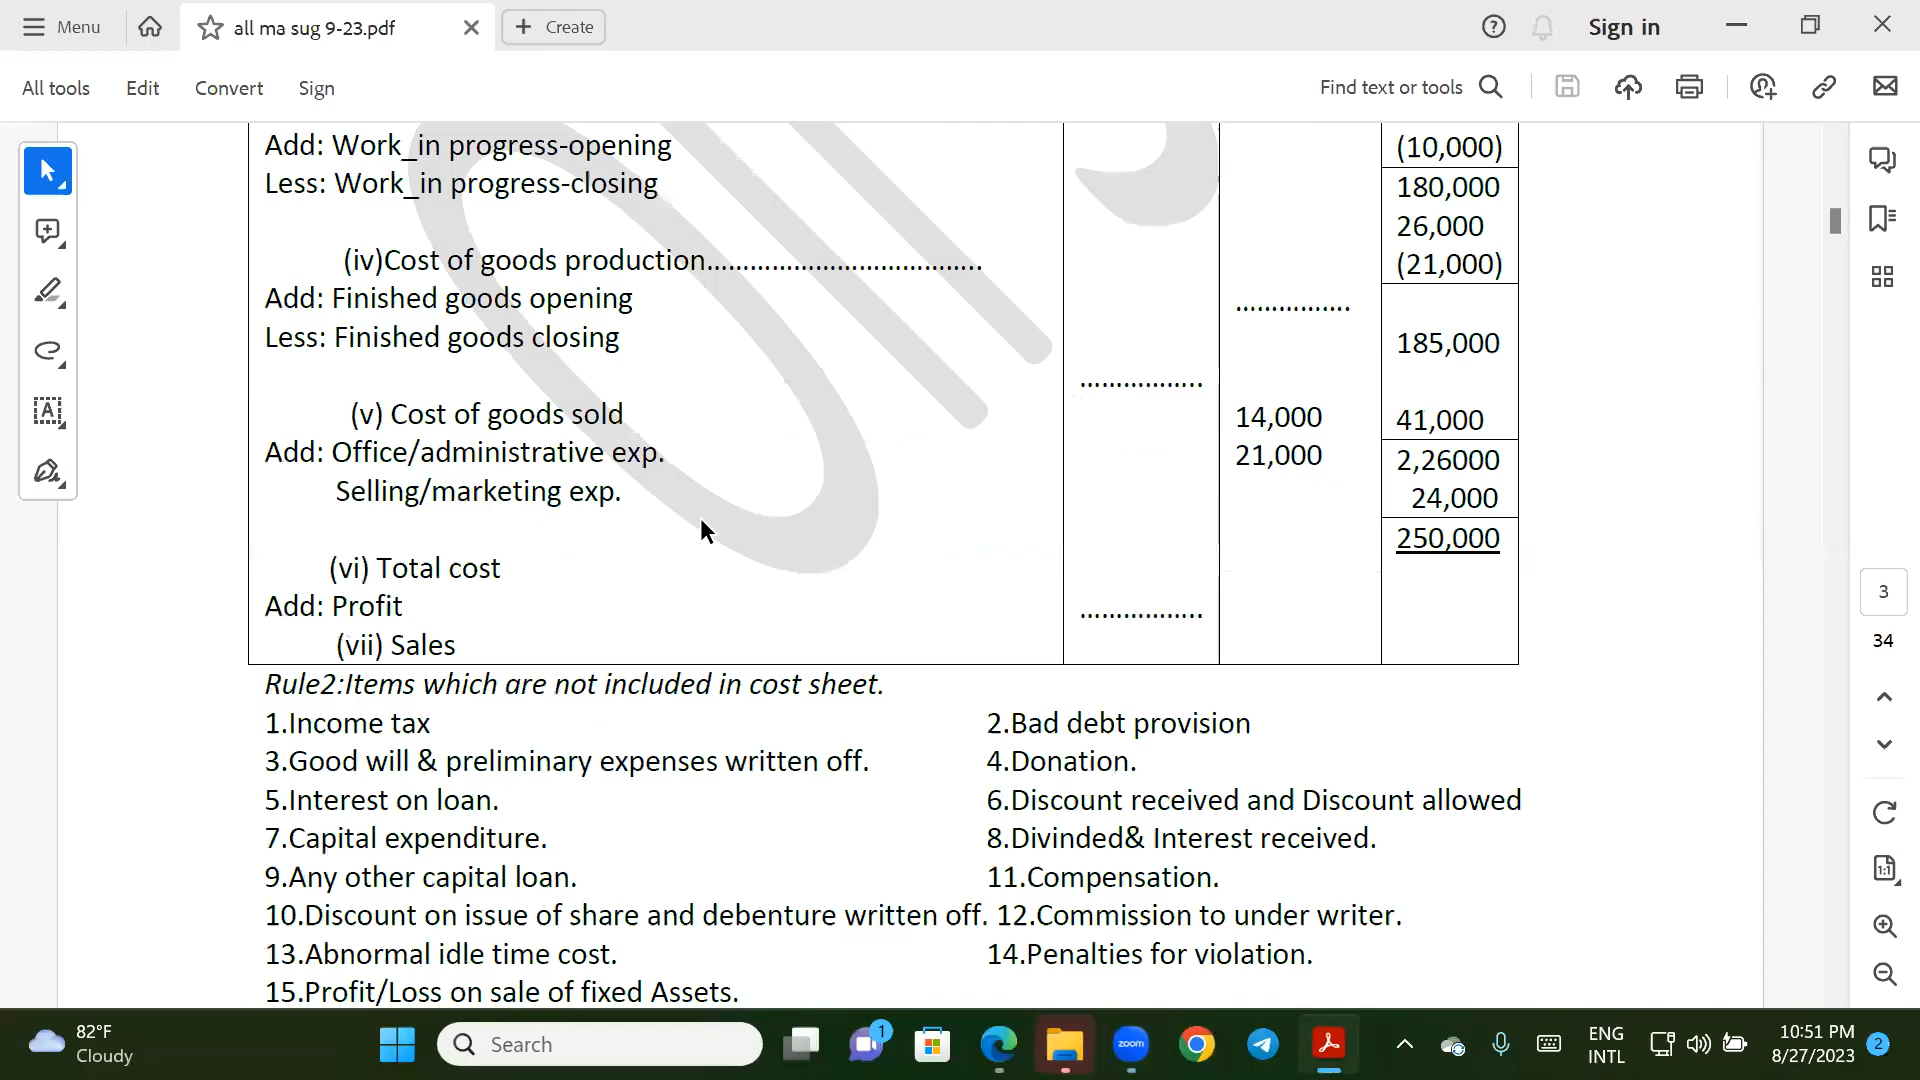 Menu
all ma sug 9-23.pdf
Create
Sign in
All tools
Edit
Convert
Sign
Find text or tools
Add: Work_in progress-opening (10,000)
Less: Work_in progress-closing 180,000
26,000
(iv)Cost of goods production...................................... (21,000)
Add: Finished goods opening ................
Less: Finished goods closing 185,000
.................
(v) Cost of goods sold 14,000 41,000
Add: Office/administrative exp. 21,000 2,26000
Selling/marketing exp. 24,000
250,000
(vi) Total cost
Add: Profit .................
(vii) Sales
Rule2:Items which are not included in cost sheet.
1.Income tax 2.Bad debt provision
3.Good will & preliminary expenses written off. 4.Donation.
5.Interest on loan. 6.Discount received and Discount allowed
7.Capital expenditure. 8.Divinded& Interest received.
9.Any other capital loan. 11.Compensation.
10.Discount on issue of share and debenture written off. 12.Commission to under writer.
13.Abnormal idle time cost. 14.Penalties for violation.
15.Profit/Loss on sale of fixed Assets.
3
34
1:1
82°F
Cloudy
Search
1
zoom
ENG
INTL
10:51 PM
8/27/2023
2